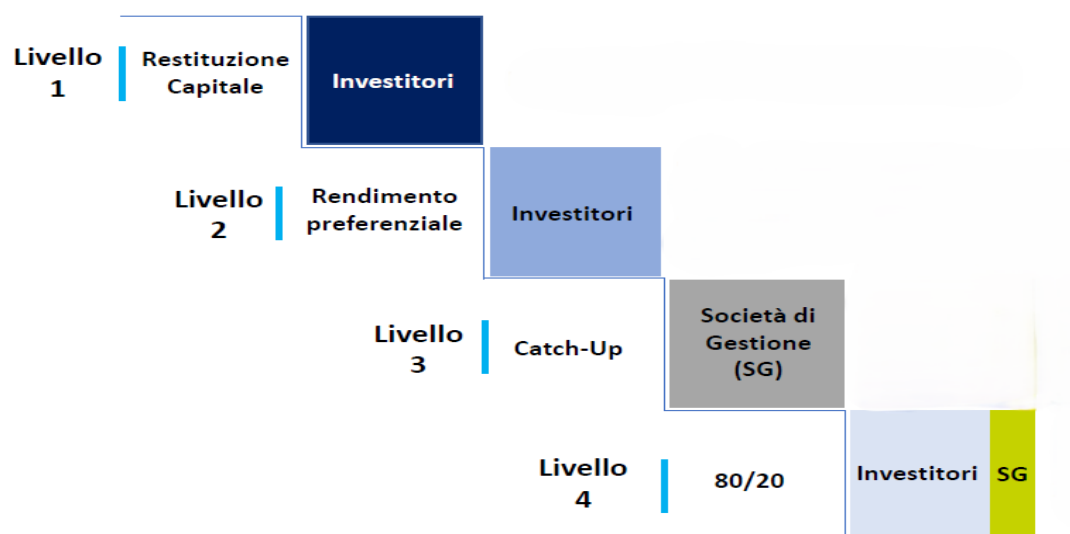 Livello
1
Restituzione
Capitale
Investitori
Livello
2
Rendimento
preferenziale
Investitori
Livello
3
Catch-Up
Società di
Gestione
(SG)
Livello
4
80/20
Investitori
SG